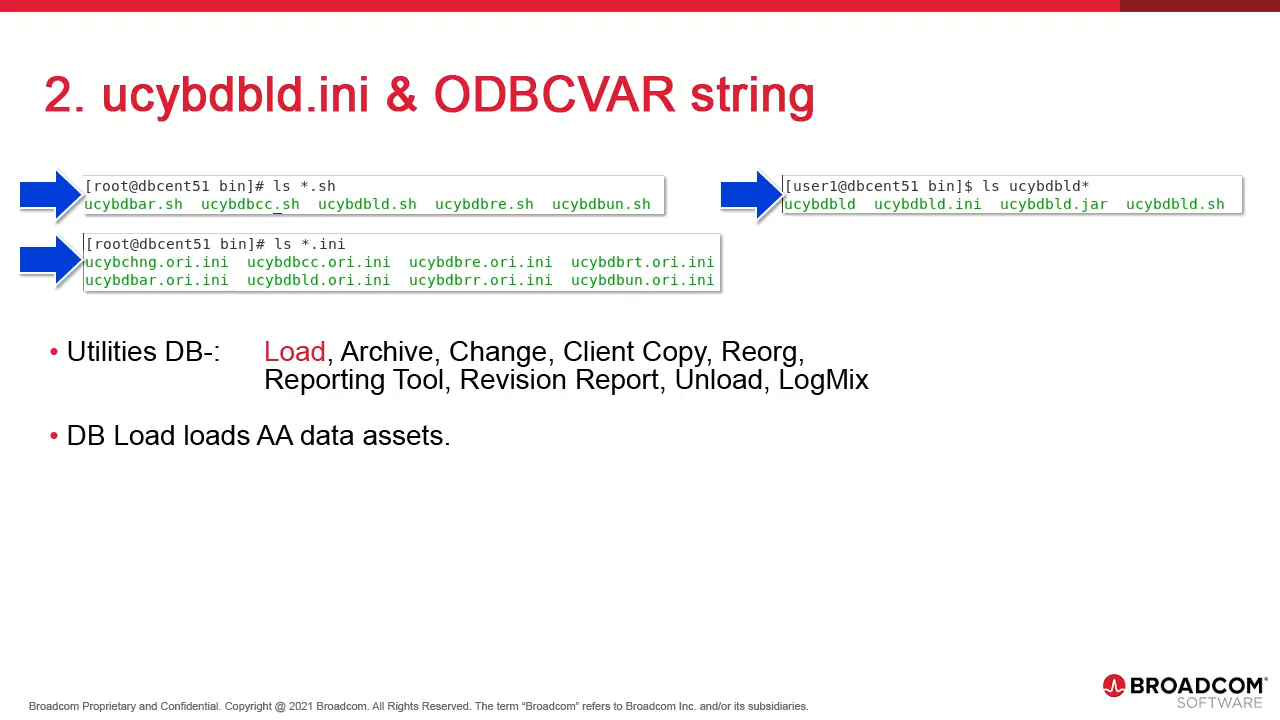 2. ucybdbld.ini & ODBCVAR string
[root@dbcent51 bin]# ls *.sh
ucybdbar.sh ucybdbcc.sh ucybdbld.sh ucybdbre.sh ucybdbun.sh
[user1@dbcent51 bin]$ ls ucybdbld*
ucybdbld ucybdbld.ini ucybdbld.jar ucybdbld.sh
[root@dbcent51 bin]# ls *.ini
ucybchng.ori.ini ucybdbcc.ori.ini ucybdbre.ori.ini ucybdbrt.ori.ini
ucybdbar.ori.ini ucybdbld.ori.ini ucybdbrr.ori.ini ucybdbun.ori.ini
• Utilities DB-: Load, Archive, Change, Client Copy, Reorg,
Reporting Tool, Revision Report, Unload, LogMix
• DB Load loads AA data assets.
BROADCOM®
SOFTWARE
Broadcom Proprietary and Confidential. Copyright @ 2021 Broadcom. All Rights Reserved. The term “Broadcom” refers to Broadcom Inc. and/or its subsidiaries.